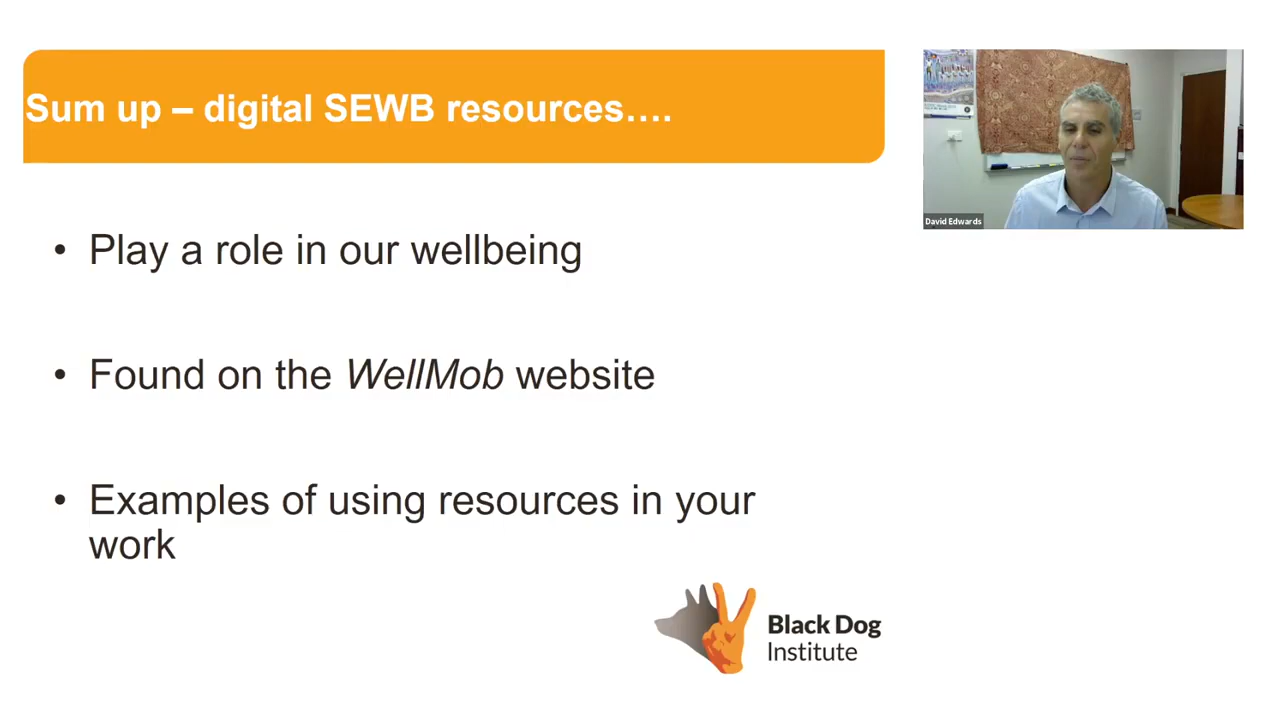 Sum up – digital SEWB resources….
• Play a role in our wellbeing
• Found on the WellMob website
• Examples of using resources in your
work
Black Dog
Institute
David Edwards